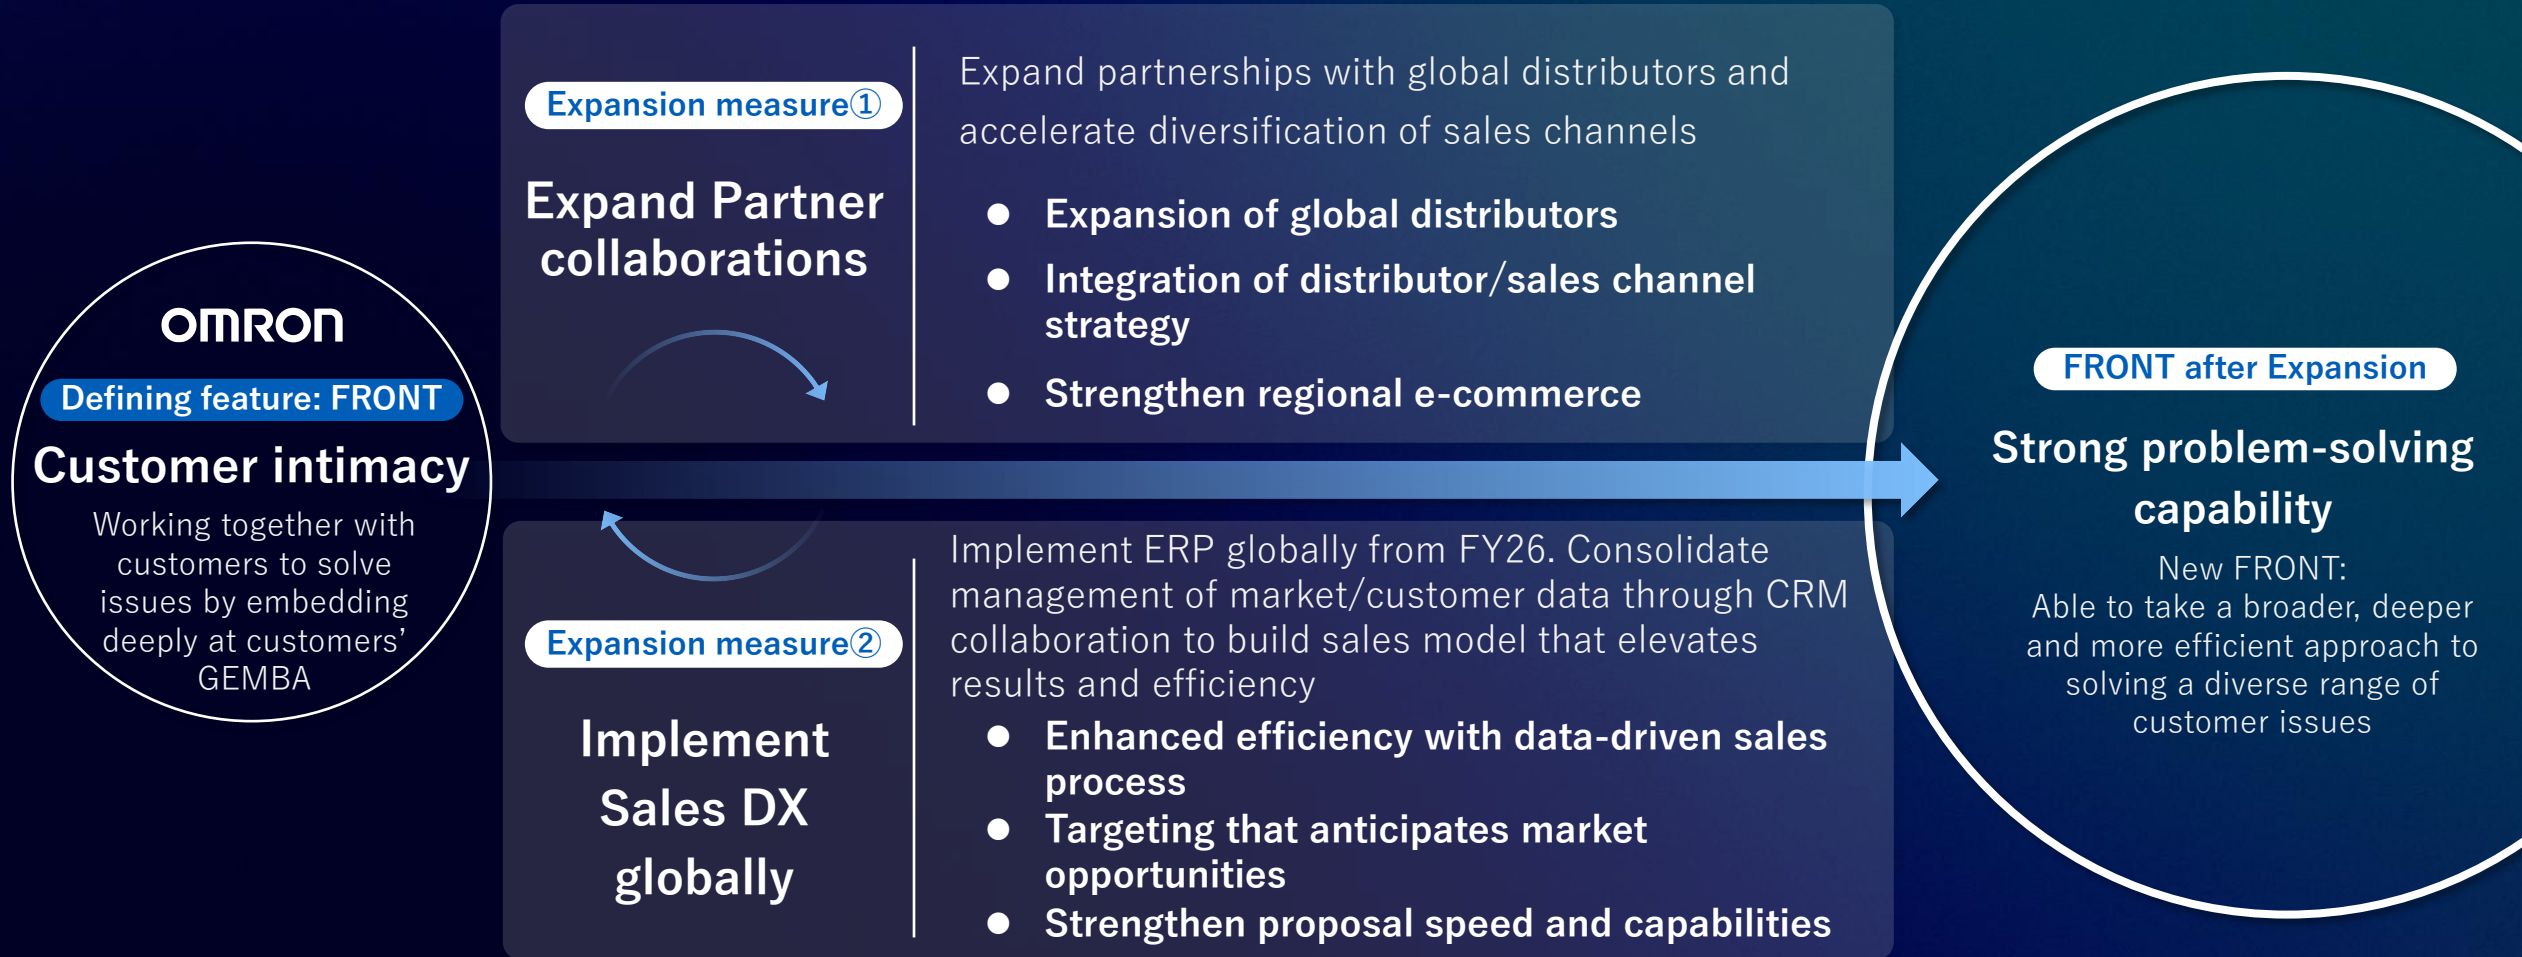 OMRON
Defining feature: FRONT
Customer intimacy
Working together with
customers to solve
issues by embedding
deeply at customers’
GEMBA
Expansion measure①
Expand Partner
collaborations
Expand partnerships with global distributors and
accelerate diversification of sales channels
● Expansion of global distributors
● Integration of distributor/sales channel
strategy
● Strengthen regional e-commerce
Expansion measure②
Implement
Sales DX
globally
Implement ERP globally from FY26. Consolidate
management of market/customer data through CRM
collaboration to build sales model that elevates
results and efficiency
● Enhanced efficiency with data-driven sales
process
● Targeting that anticipates market
opportunities
● Strengthen proposal speed and capabilities
FRONT after Expansion
Strong problem-solving
capability
New FRONT:
Able to take a broader, deeper
and more efficient approach to
solving a diverse range of
customer issues